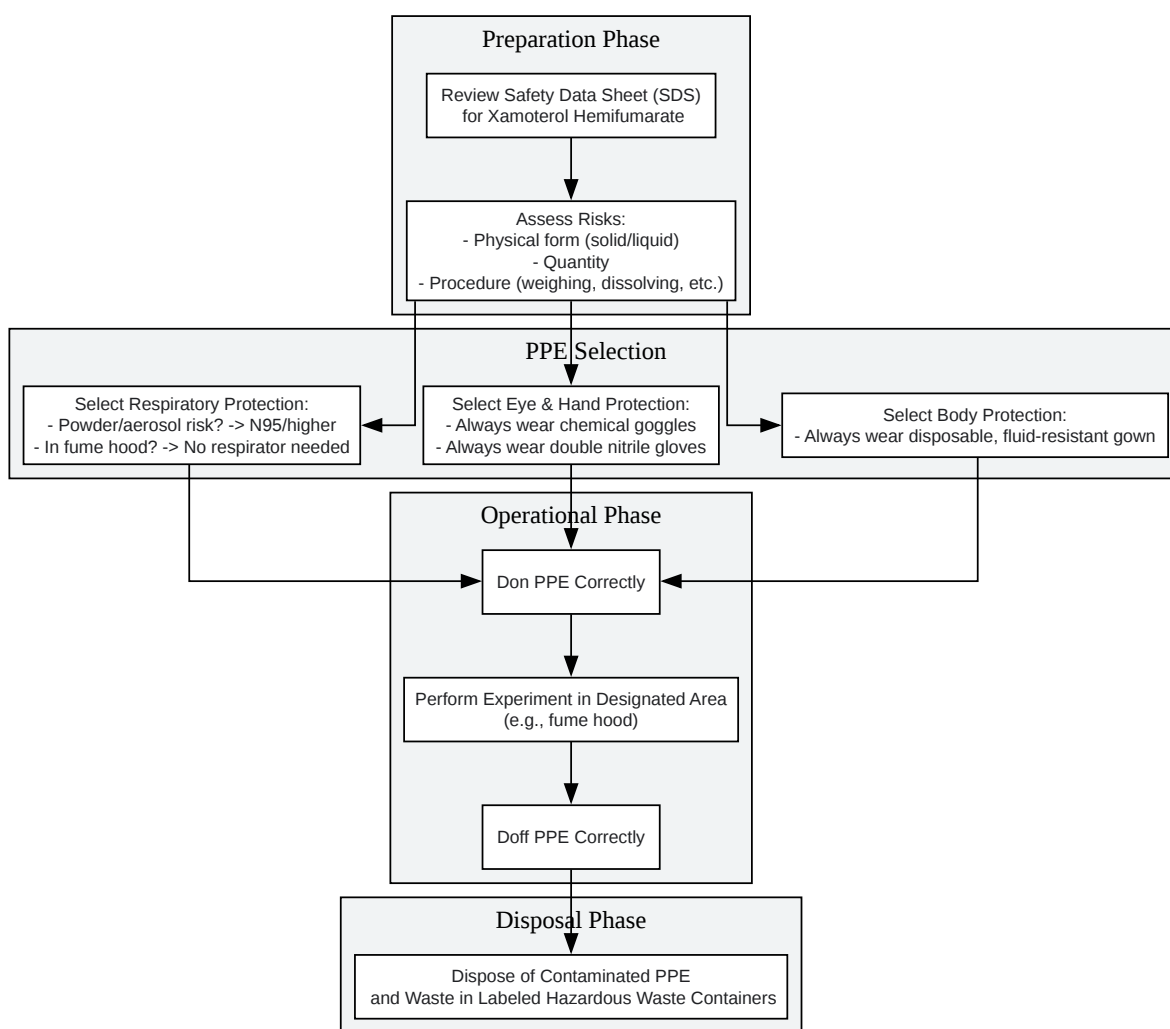 Preparation Phase
Review Safety Data Sheet (SDS)
for Xamoterol Hemifumarate
Assess Risks:
- Physical form (solid/liquid)
- Quantity
- Procedure (weighing, dissolving, etc.)
PPE Selection
Select Respiratory Protection:
- Powder/aerosol risk? -> N95/higher
- In fume hood? -> No respirator needed
Select Eye & Hand Protection:
- Always wear chemical goggles
- Always wear double nitrile gloves
Select Body Protection:
- Always wear disposable, fluid-resistant gown
Operational Phase
Don PPE Correctly
Perform Experiment in Designated Area
(e.g., fume hood)
Doff PPE Correctly
Disposal Phase
Dispose of Contaminated PPE
and Waste in Labeled Hazardous Waste Containers